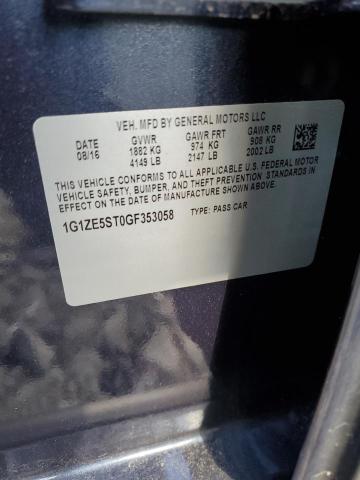 VEH. MFD BY GENERAL MOTORS LLC
08/16 GVWR GAWR FRT GAWR RR
1882 KG 974 KG 908 KG
4149 LB 2147 LB 2002 LB
THIS VEHICLE CONFORMS TO ALL APPLICABLE U.S. FEDERAL MOTOR
VEHICLE SAFETY, BUMPER, AND THEFT PREVENTION STANDARDS IN
EFFECT ON THE DATE OF MANUFACTURE SHOWN ABOVE.
1G1ZE5ST0GF353058 TYPE: PASS CAR